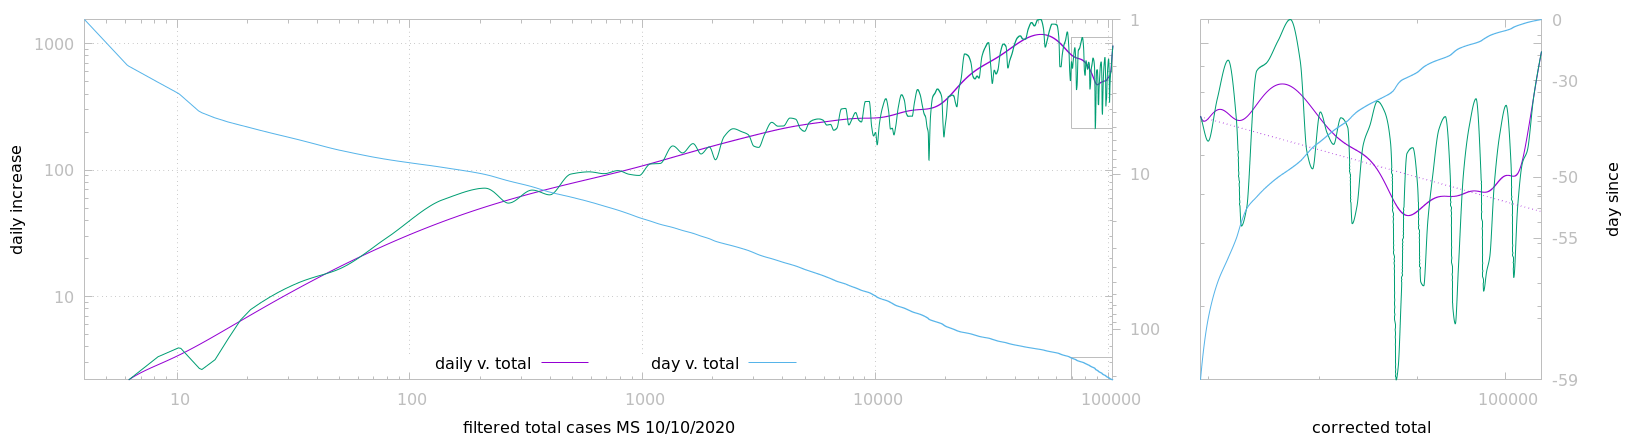 daily increase
1000
100
10
10
100
1000
10000
100000
1
10
100
daily v. total
day v. total
filtered total cases MS 10/10/2020
0
-30
-50
-55
-59
day since
100000
corrected total